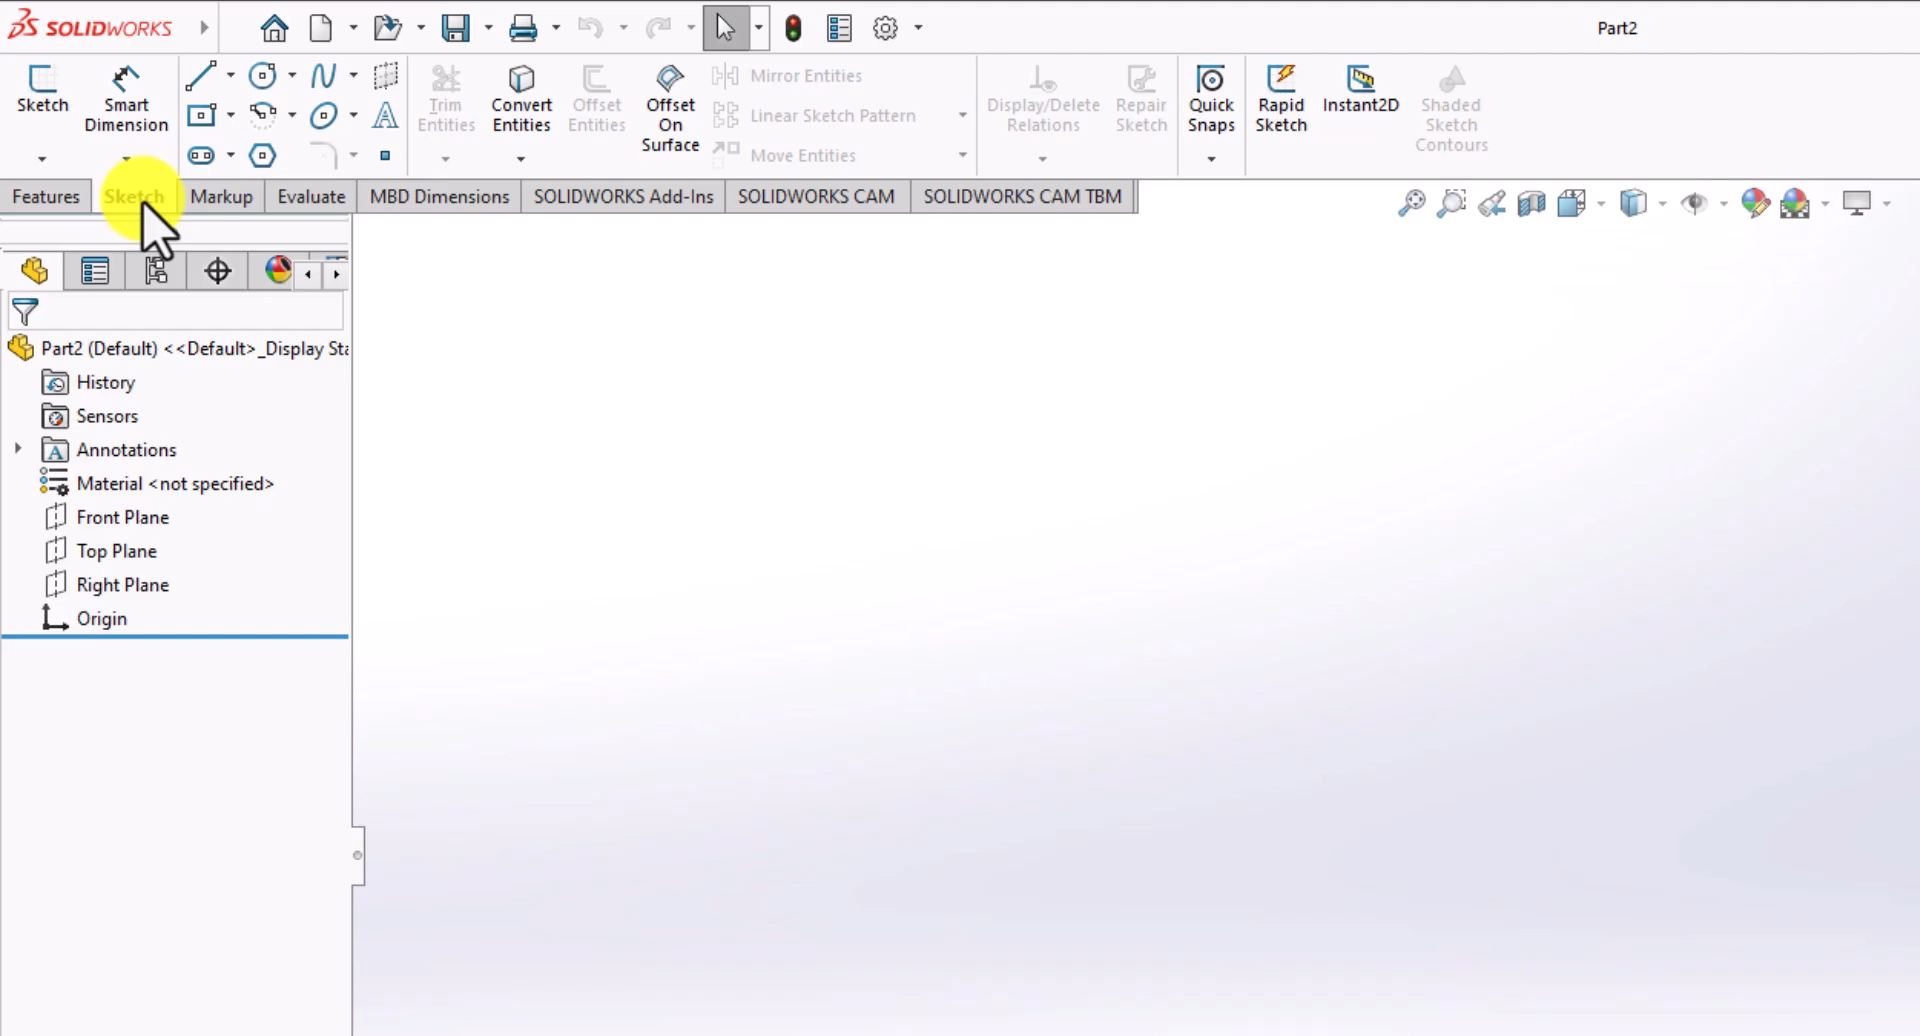 SOLIDWORKS
Part2
Sketch
Smart Dimension
Trim Entities
Convert Entities
Offset Entities
Offset On Surface
Mirror Entities
Linear Sketch Pattern
Move Entities
Display/Delete Relations
Repair Sketch
Quick Snaps
Rapid Sketch
Instant2D
Shaded Sketch Contours
Features
Sketch
Markup
Evaluate
MBD Dimensions
SOLIDWORKS Add-Ins
SOLIDWORKS CAM
SOLIDWORKS CAM TBM
Part2 (Default) <<Default>_Display Sta
History
Sensors
Annotations
Material <not specified>
Front Plane
Top Plane
Right Plane
Origin